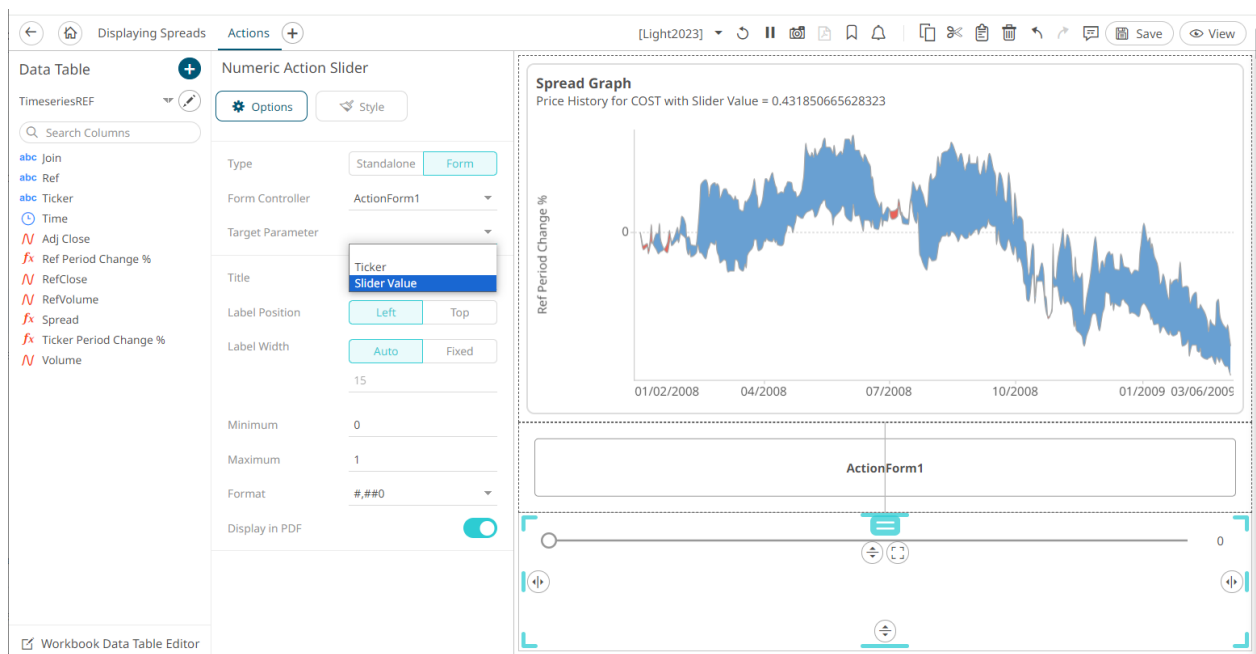 Displaying Spreads Actions [Light2023] Save View
Data Table
TimeseriesREF
Search Columns
abc Join
abc Ref
abc Ticker
Time
Adj Close
fx Ref Period Change %
RefClose
RefVolume
fx Spread
fx Ticker Period Change %
Volume
Workbook Data Table Editor
Numeric Action Slider
Options Style
Type Standalone Form
Form Controller ActionForm1
Target Parameter
Ticker
Slider Value
Title
Label Position Left Top
Label Width Auto Fixed
15
Minimum 0
Maximum 1
Format #,##0
Display in PDF
Spread Graph
Price History for COST with Slider Value = 0.431850665628323
Ref Period Change %
0
01/02/2008 04/2008 07/2008 10/2008 01/2009 03/06/2009
ActionForm1
0